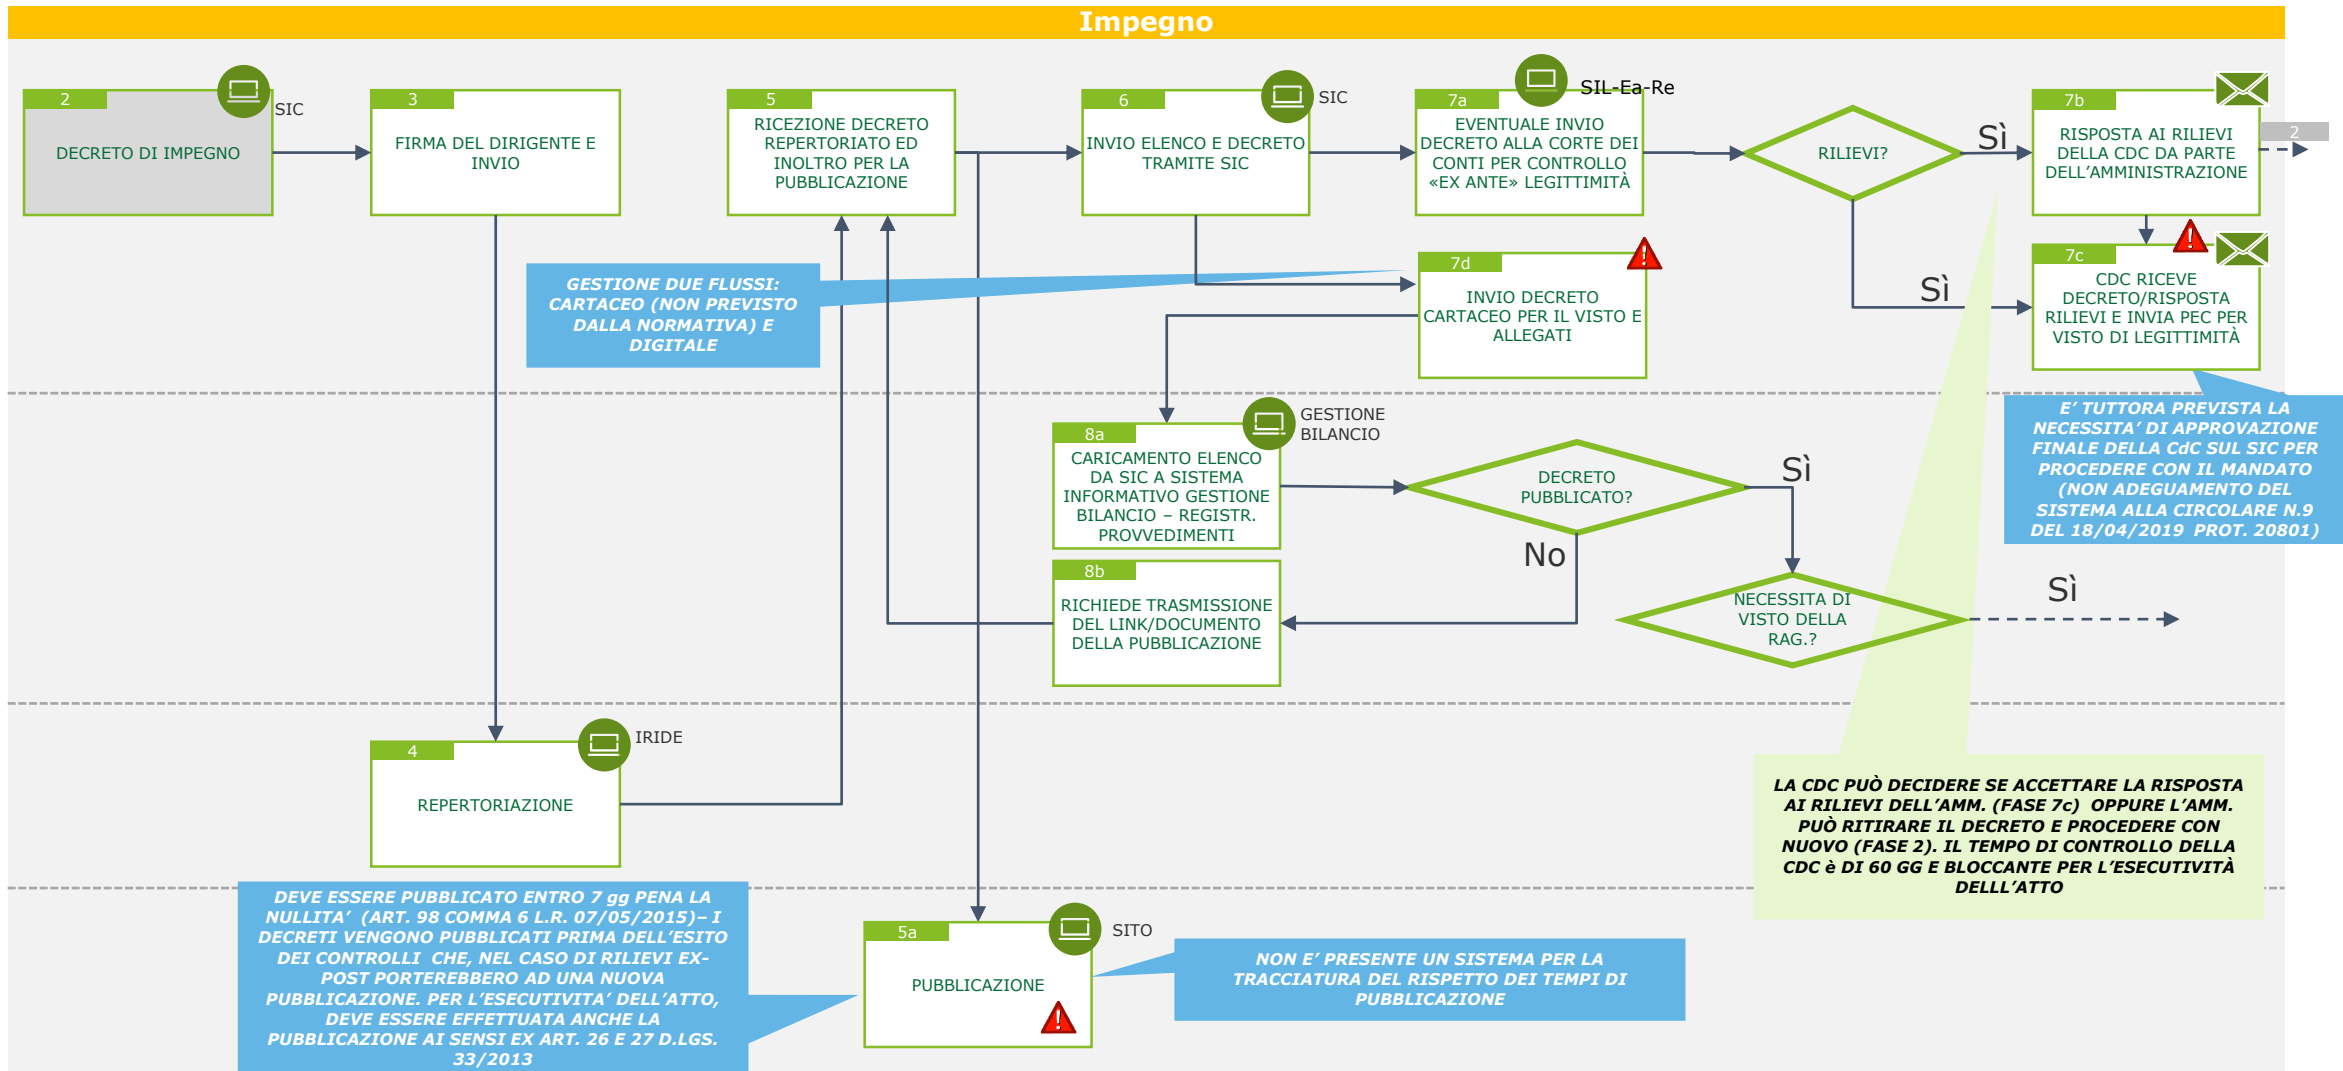 Impegno
2
SIC
DECRETO DI IMPEGNO
3
FIRMA DEL DIRIGENTE E
INVIO
5
RICEZIONE DECRETO
REPERTORIATO ED
INOLTRO PER LA
PUBBLICAZIONE
6
SIC
INVIO ELENCO E DECRETO
TRAMITE SIC
7a
SIL-Ea-Re
EVENTUALE INVIO
DECRETO ALLA CORTE DEI
CONTI PER CONTROLLO
«EX ANTE» LEGITTIMITÀ
RILIEVI?
Sì
Sì
7b
RISPOSTA AI RILIEVI
DELLA CDC DA PARTE
DELL’AMMINISTRAZIONE
2
7c
CDC RICEVE
DECRETO/RISPOSTA
RILIEVI E INVIA PEC PER
VISTO DI LEGITTIMITÀ
GESTIONE DUE FLUSSI:
CARTACEO (NON PREVISTO
DALLA NORMATIVA) E
DIGITALE
7d
INVIO DECRETO
CARTACEO PER IL VISTO E
ALLEGATI
E’ TUTTORA PREVISTA LA
NECESSITA’ DI APPROVAZIONE
FINALE DELLA CdC SUL SIC PER
PROCEDERE CON IL MANDATO
(NON ADEGUAMENTO DEL
SISTEMA ALLA CIRCOLARE N.9
DEL 18/04/2019 PROT. 20801)
8a
GESTIONE
BILANCIO
CARICAMENTO ELENCO
DA SIC A SISTEMA
INFORMATIVO GESTIONE
BILANCIO – REGISTR.
PROVVEDIMENTI
DECRETO
PUBBLICATO?
Sì
No
8b
RICHIEDE TRASMISSIONE
DEL LINK/DOCUMENTO
DELLA PUBBLICAZIONE
NECESSITA DI
VISTO DELLA
RAG.?
Sì
4
IRIDE
REPERTORIAZIONE
LA CDC PUÒ DECIDERE SE ACCETTARE LA RISPOSTA
AI RILIEVI DELL’AMM. (FASE 7c) OPPURE L’AMM.
PUÒ RITIRARE IL DECRETO E PROCEDERE CON
NUOVO (FASE 2). IL TEMPO DI CONTROLLO DELLA
CDC è DI 60 GG E BLOCCANTE PER L’ESECUTIVITÀ
DELLL’ATTO
DEVE ESSERE PUBBLICATO ENTRO 7 gg PENA LA
NULLITA’ (ART. 98 COMMA 6 L.R. 07/05/2015)– I
DECRETI VENGONO PUBBLICATI PRIMA DELL’ESITO
DEI CONTROLLI CHE, NEL CASO DI RILIEVI EX-
POST PORTEREBBERO AD UNA NUOVA
PUBBLICAZIONE. PER L’ESECUTIVITA’ DELL’ATTO,
DEVE ESSERE EFFETTUATA ANCHE LA
PUBBLICAZIONE AI SENSI EX ART. 26 E 27 D.LGS.
33/2013
5a
SITO
PUBBLICAZIONE
NON E’ PRESENTE UN SISTEMA PER LA
TRACCIATURA DEL RISPETTO DEI TEMPI DI
PUBBLICAZIONE